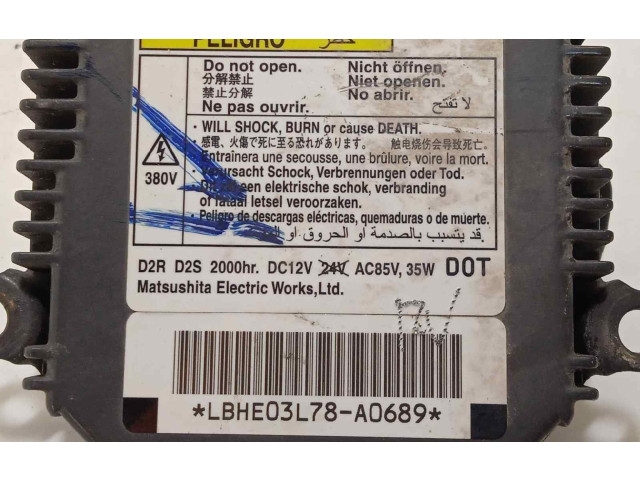 PELIGRO خطر
Do not open. Nicht öffnen.
分解禁止 Niet openen.
禁止分解 No abrir.
Ne pas ouvrir. لا تفتح
· WILL SHOCK, BURN or cause DEATH.
· 感電、火傷で死に至る恐れがあります。 · 触电烧伤会导致死亡.
· Entraînera une secousse, une brûlure, voire la mort.
Verursacht Schock, Verbrennungen oder Tod.
een elektrische schok, verbranding
of fataal letsel veroorzaken.
· Peligro de descargas eléctricas, quemaduras o de muerte.
قد يتسبب بالصدمة أو الحروق أو
380V
D2R D2S 2000hr. DC12V 24V AC85V, 35W DOT
Matsushita Electric Works,Ltd.
*LBHE03L78-A0689*